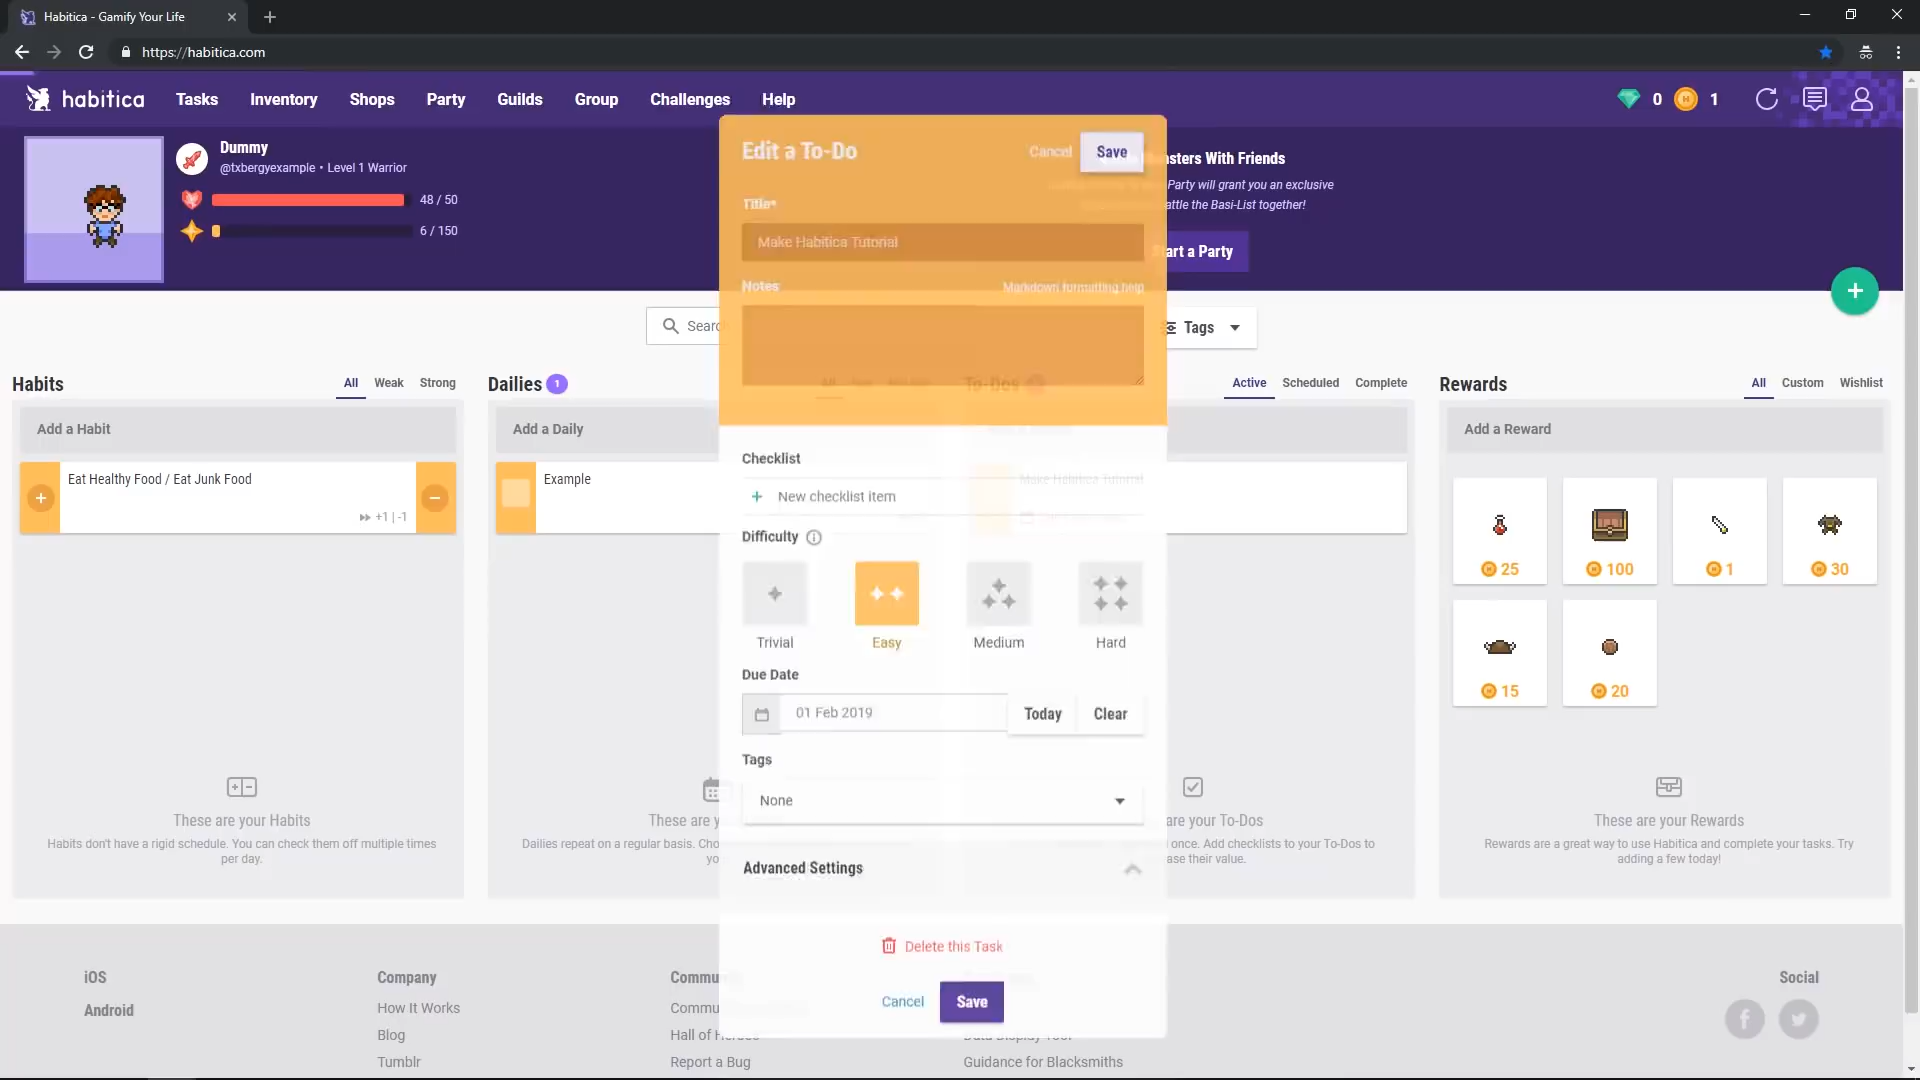 Habitica - Gamify Your Life
https://habitica.com
habitica
Tasks
Inventory
Shops
Party
Guilds
Group
Challenges
Help
0
1
Dummy
@txbergyexample • Level 1 Warrior
48 / 50
6 / 150
Edit a To-Do
Cancel
Save
Title*
Make Habitica Tutorial
Notes
Markdown formatting help
With Friends
Party will grant you an exclusive
the Basi-List together!
a Party
Tags
Habits
All
Weak
Strong
Add a Habit
Eat Healthy Food / Eat Junk Food
+1 | -1
Dailies
1
Add a Daily
Example
To-Dos
Active
Scheduled
Complete
Make Habitica Tutorial
Rewards
All
Custom
Wishlist
Add a Reward
25
100
1
30
15
20
Checklist
New checklist item
Difficulty
Trivial
Easy
Medium
Hard
Due Date
01 Feb 2019
Today
Clear
Tags
None
Advanced Settings
Delete this Task
Cancel
Save
These are your Habits
Habits don't have a rigid schedule. You can check them off multiple times
per day.
These are
Dailies repeat on a regular basis.
your To-Dos
once. Add checklists to your To-Dos to
their value.
These are your Rewards
Rewards are a great way to use Habitica and complete your tasks. Try
adding a few today!
iOS
Android
Company
How It Works
Blog
Tumblr
Hall of
Report a Bug
Guidance for Blacksmiths
Social